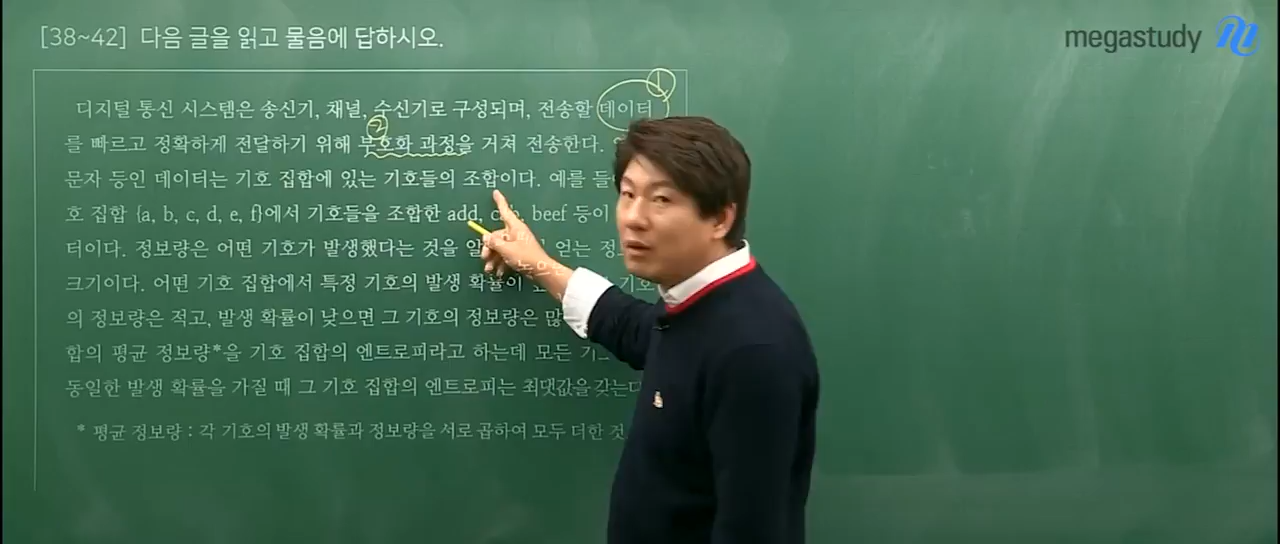 [38~42] 다음 글을 읽고 물음에 답하시오.
megastudy
①
디지털 통신 시스템은 송신기, 채널, 수신기로 구성되며, 전송할 데이터
②
를 빠르고 정확하게 전달하기 위해 부호화 과정을 거쳐 전송한다.
문자 등인 데이터는 기호 집합에 있는 기호들의 조합이다. 예를 들
호 집합 {a, b, c, d, e, f}에서 기호들을 조합한 add, beef 등이
터이다. 정보량은 어떤 기호가 발생했다는 것을 얻는 정
크기이다. 어떤 기호 집합에서 특정 기호의 발생 확률이 기호
의 정보량은 적고, 발생 확률이 낮으면 그 기호의 정보량은 많
합의 평균 정보량*을 기호 집합의 엔트로피라고 하는데 모든
동일한 발생 확률을 가질 때 그 기호 집합의 엔트로피는 최댓값을 갖는다
* 평균 정보량 : 각 기호의 발생 확률과 정보량을 서로 곱하여 모두 더한 것.